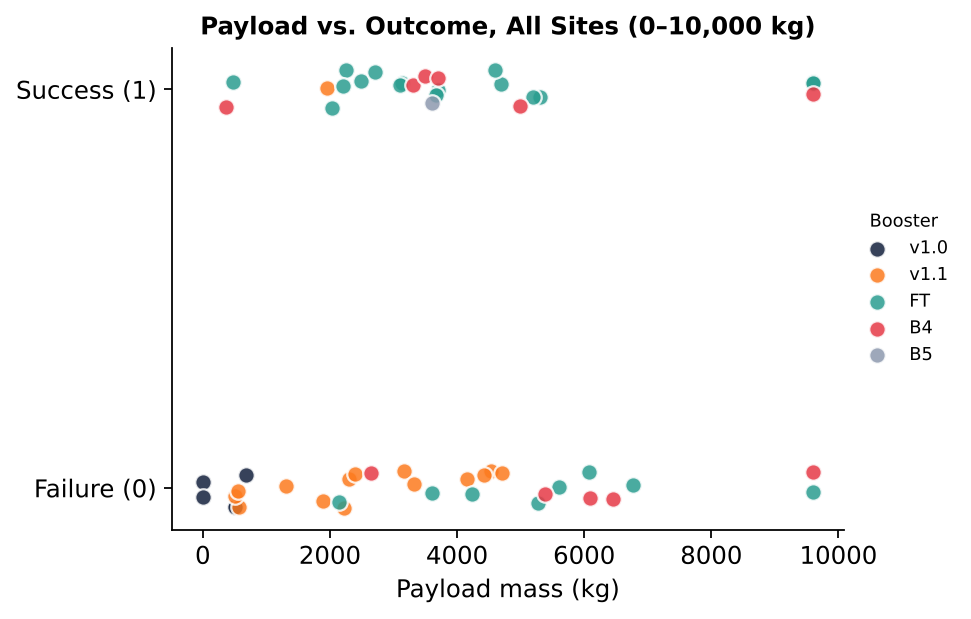 Payload vs. Outcome, All Sites (0–10,000 kg)
Success (1)
Failure (0)
0 2000 4000 6000 8000 10000
Payload mass (kg)
Booster
v1.0
v1.1
FT
B4
B5